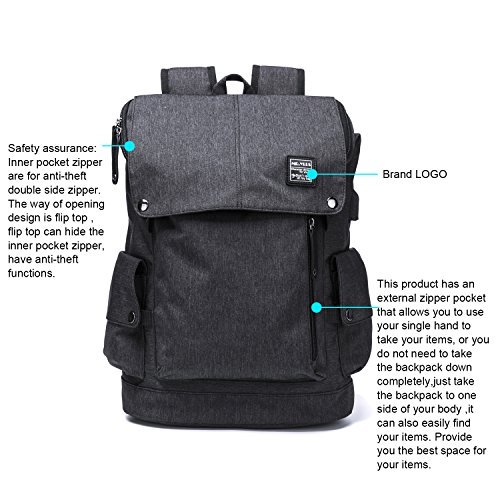 Safety assurance:
Inner pocket zipper
are for anti-theft
double side zipper.
The way of opening
design is flip top ,
flip top can hide the
inner pocket zipper,
have anti-theft
functions.
Brand LOGO
This product has an
external zipper pocket
that allows you to use
your single hand to
take your items, or you
do not need to take
the backpack down
completely,just take
the backpack to one
side of your body ,it
can also easily find
your items. Provide
you the best space for
your items.